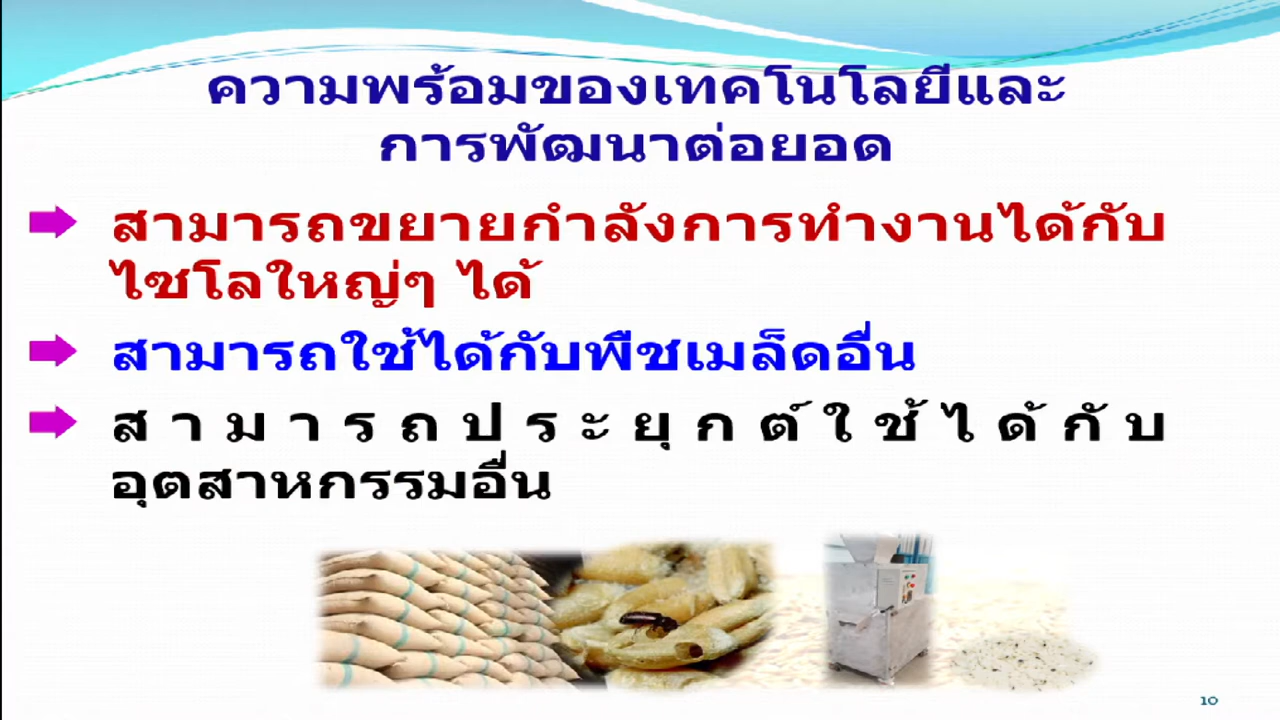 ความพร้อมของเทคโนโลยีและ
การพัฒนาต่อยอด
สามารถขยายกำลังการทำงานได้กับ
ไซโลใหญ่ๆ ได้
สามารถใช้ได้กับพืชเมล็ดอื่น
สามารถประยุกต์ใช้ได้กับ
อุตสาหกรรมอื่น
10